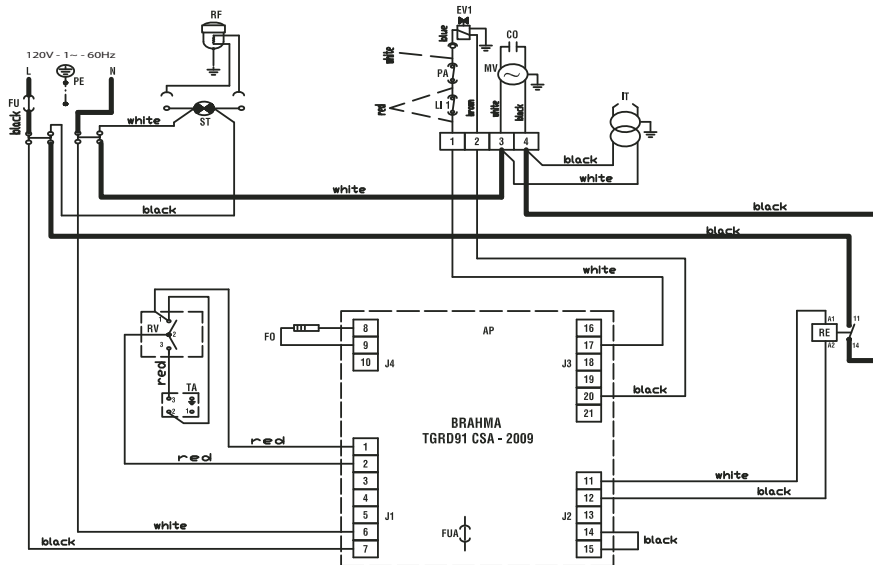 RF
EV1
CO
120V - 1~ - 60Hz
L
PE
N
blue
white
PA
MV
IT
FU
black
white
ST
red
LI 1
brown
white
black
1 2 3 4
black
white
white
black
black
black
white
RV
1
2
3
red
TA
3
2
1
FO
8
9
10
J4
AP
J3
16
17
18
19
20
21
black
A1
11
RE
A2
14
BRAHMA
TGRD91 CSA - 2009
red
red
1
2
3
4
5
6
7
J1
white
black
FUA
J2
11
12
13
14
15
white
black
black